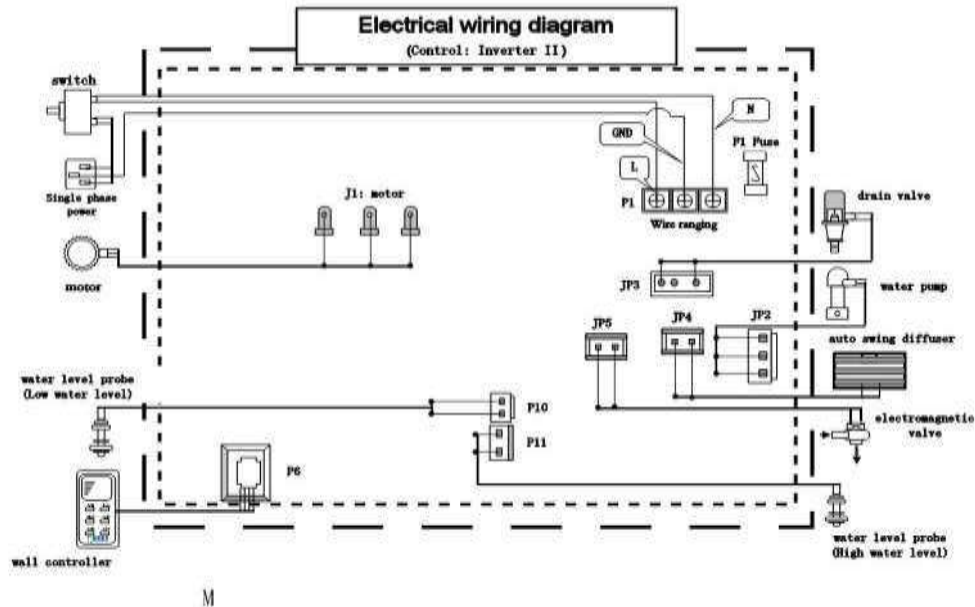 Electrical wiring diagram
(Control: Inverter II)
switch
N
GND
F1 Fuse
L
Single phase
power
J1: motor
P1
Wire ranging
drain valve
motor
JP3
water pump
JP5
JP4
JP2
auto swing diffuser
water level probe
(Low water level)
P10
electromagnetic
valve
P11
P6
wall controller
water level probe
(High water level)
M